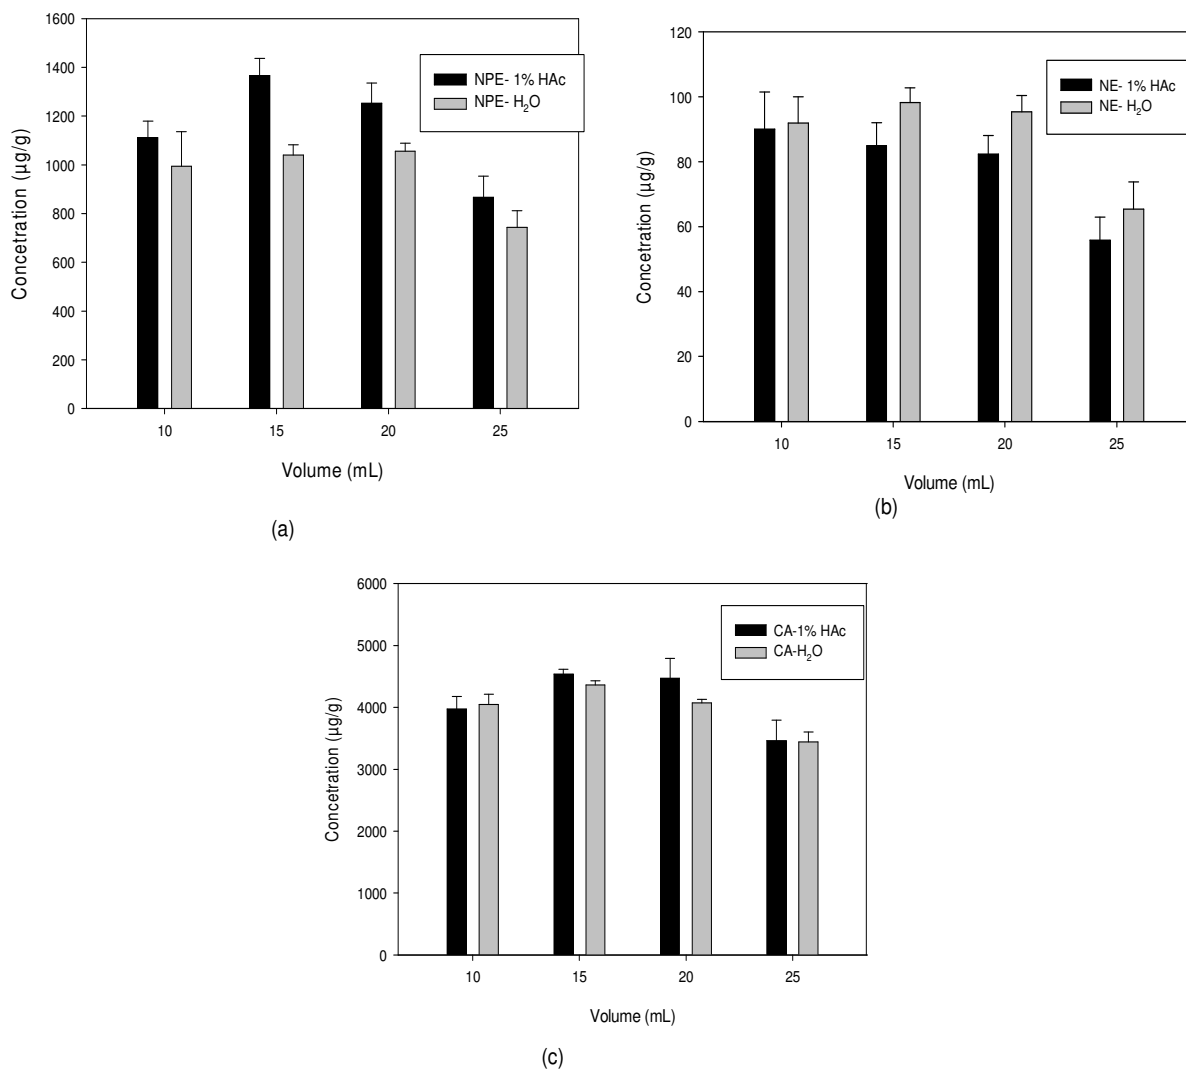 1600
1400
1200
1000
800
600
400
200
0
Concetration (µg/g)
NPE- 1% HAc
NPE- H₂O
10 15 20 25
Volume (mL)
(a)
120
100
80
60
40
20
0
Concetration (µg/g)
NE- 1% HAc
NE- H₂O
10 15 20 25
Volume (mL)
(b)
6000
5000
4000
3000
2000
1000
0
Concetration (µg/g)
CA-1% HAc
CA-H₂O
10 15 20 25
Volume (mL)
(c)